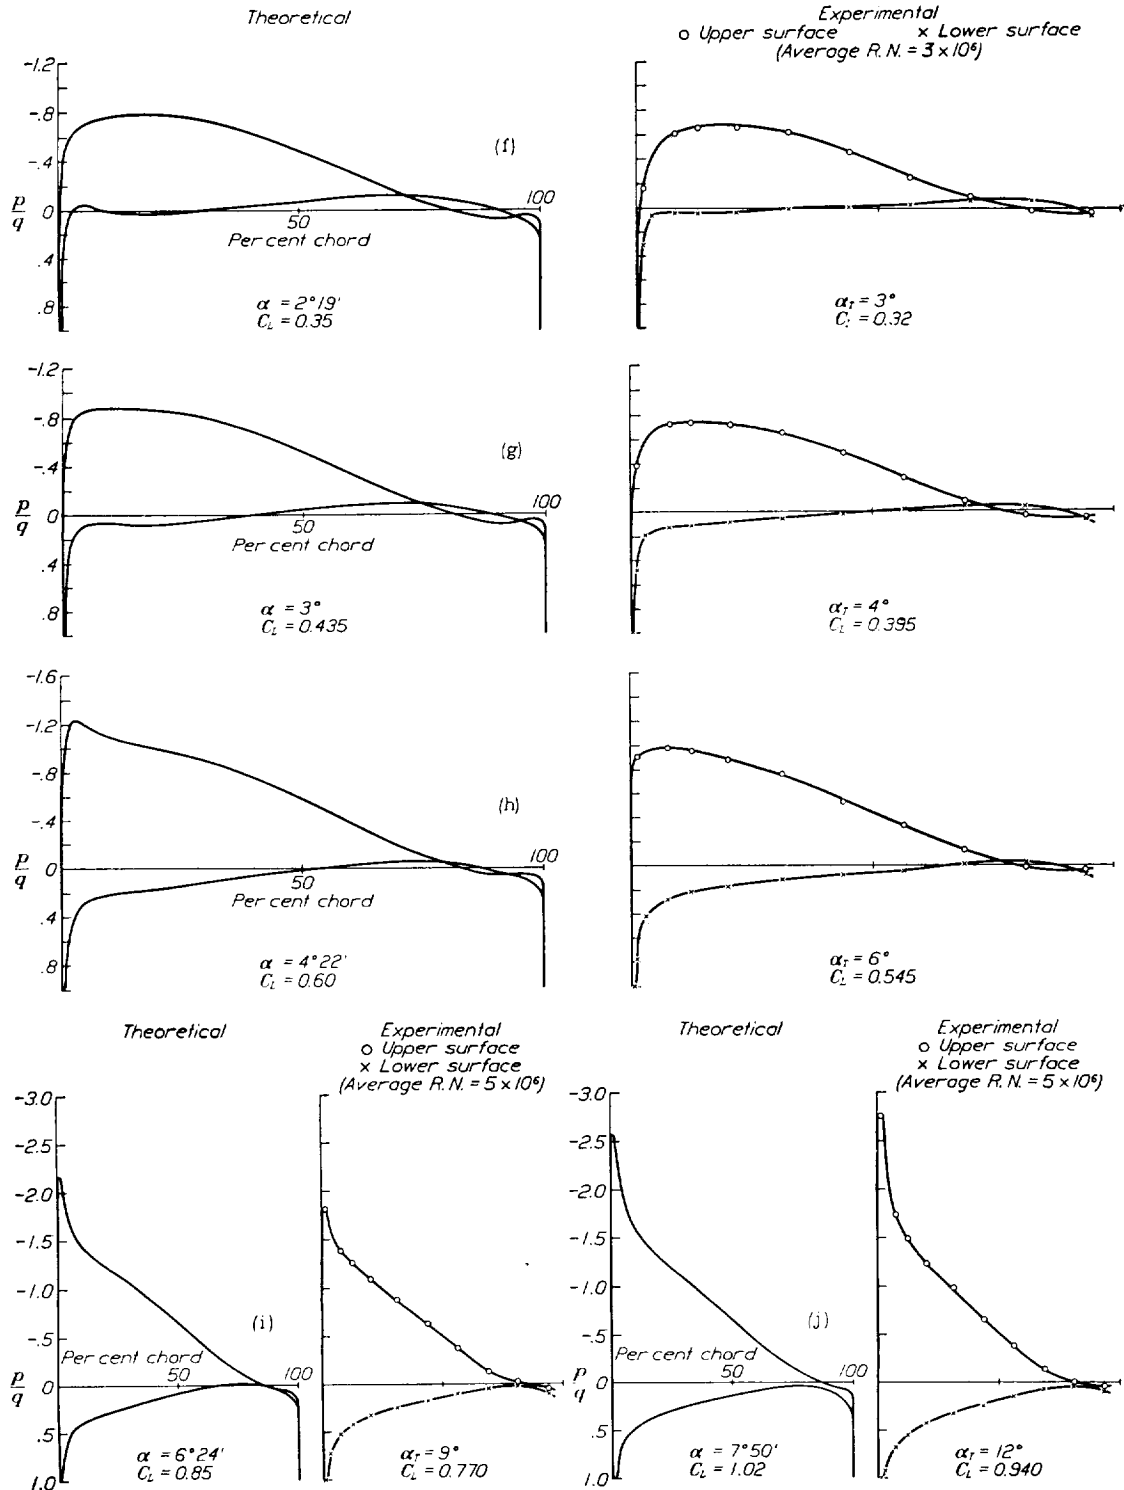 Theoretical
Experimental
o Upper surface x Lower surface
(Average R.N. = 3 x 10⁶)
-1.2
-.8
-.4
p/q 0
.4
.8
(f)
50
100
Per cent chord
α = 2°19'
C_L = 0.35
α_T = 3°
C_L = 0.32
-1.2
-.8
-.4
p/q 0
.4
.8
(g)
50
100
Per cent chord
α = 3°
C_L = 0.435
α_T = 4°
C_L = 0.395
-1.6
-1.2
-.8
-.4
p/q 0
.4
.8
(h)
50
100
Per cent chord
α = 4°22'
C_L = 0.60
α_T = 6°
C_L = 0.545
Theoretical
Experimental
o Upper surface
x Lower surface
(Average R.N. = 5 x 10⁶)
-3.0
-2.5
-2.0
-1.5
-1.0
-.5
p/q 0
.5
1.0
(i)
Per cent chord
50
100
α = 6°24'
C_L = 0.85
α_T = 9°
C_L = 0.770
Theoretical
Experimental
o Upper surface
x Lower surface
(Average R.N. = 5 x 10⁶)
-3.0
-2.5
-2.0
-1.5
-1.0
-.5
p/q 0
.5
1.0
(j)
Per cent chord
50
100
α = 7°50'
C_L = 1.02
α_T = 12°
C_L = 0.940